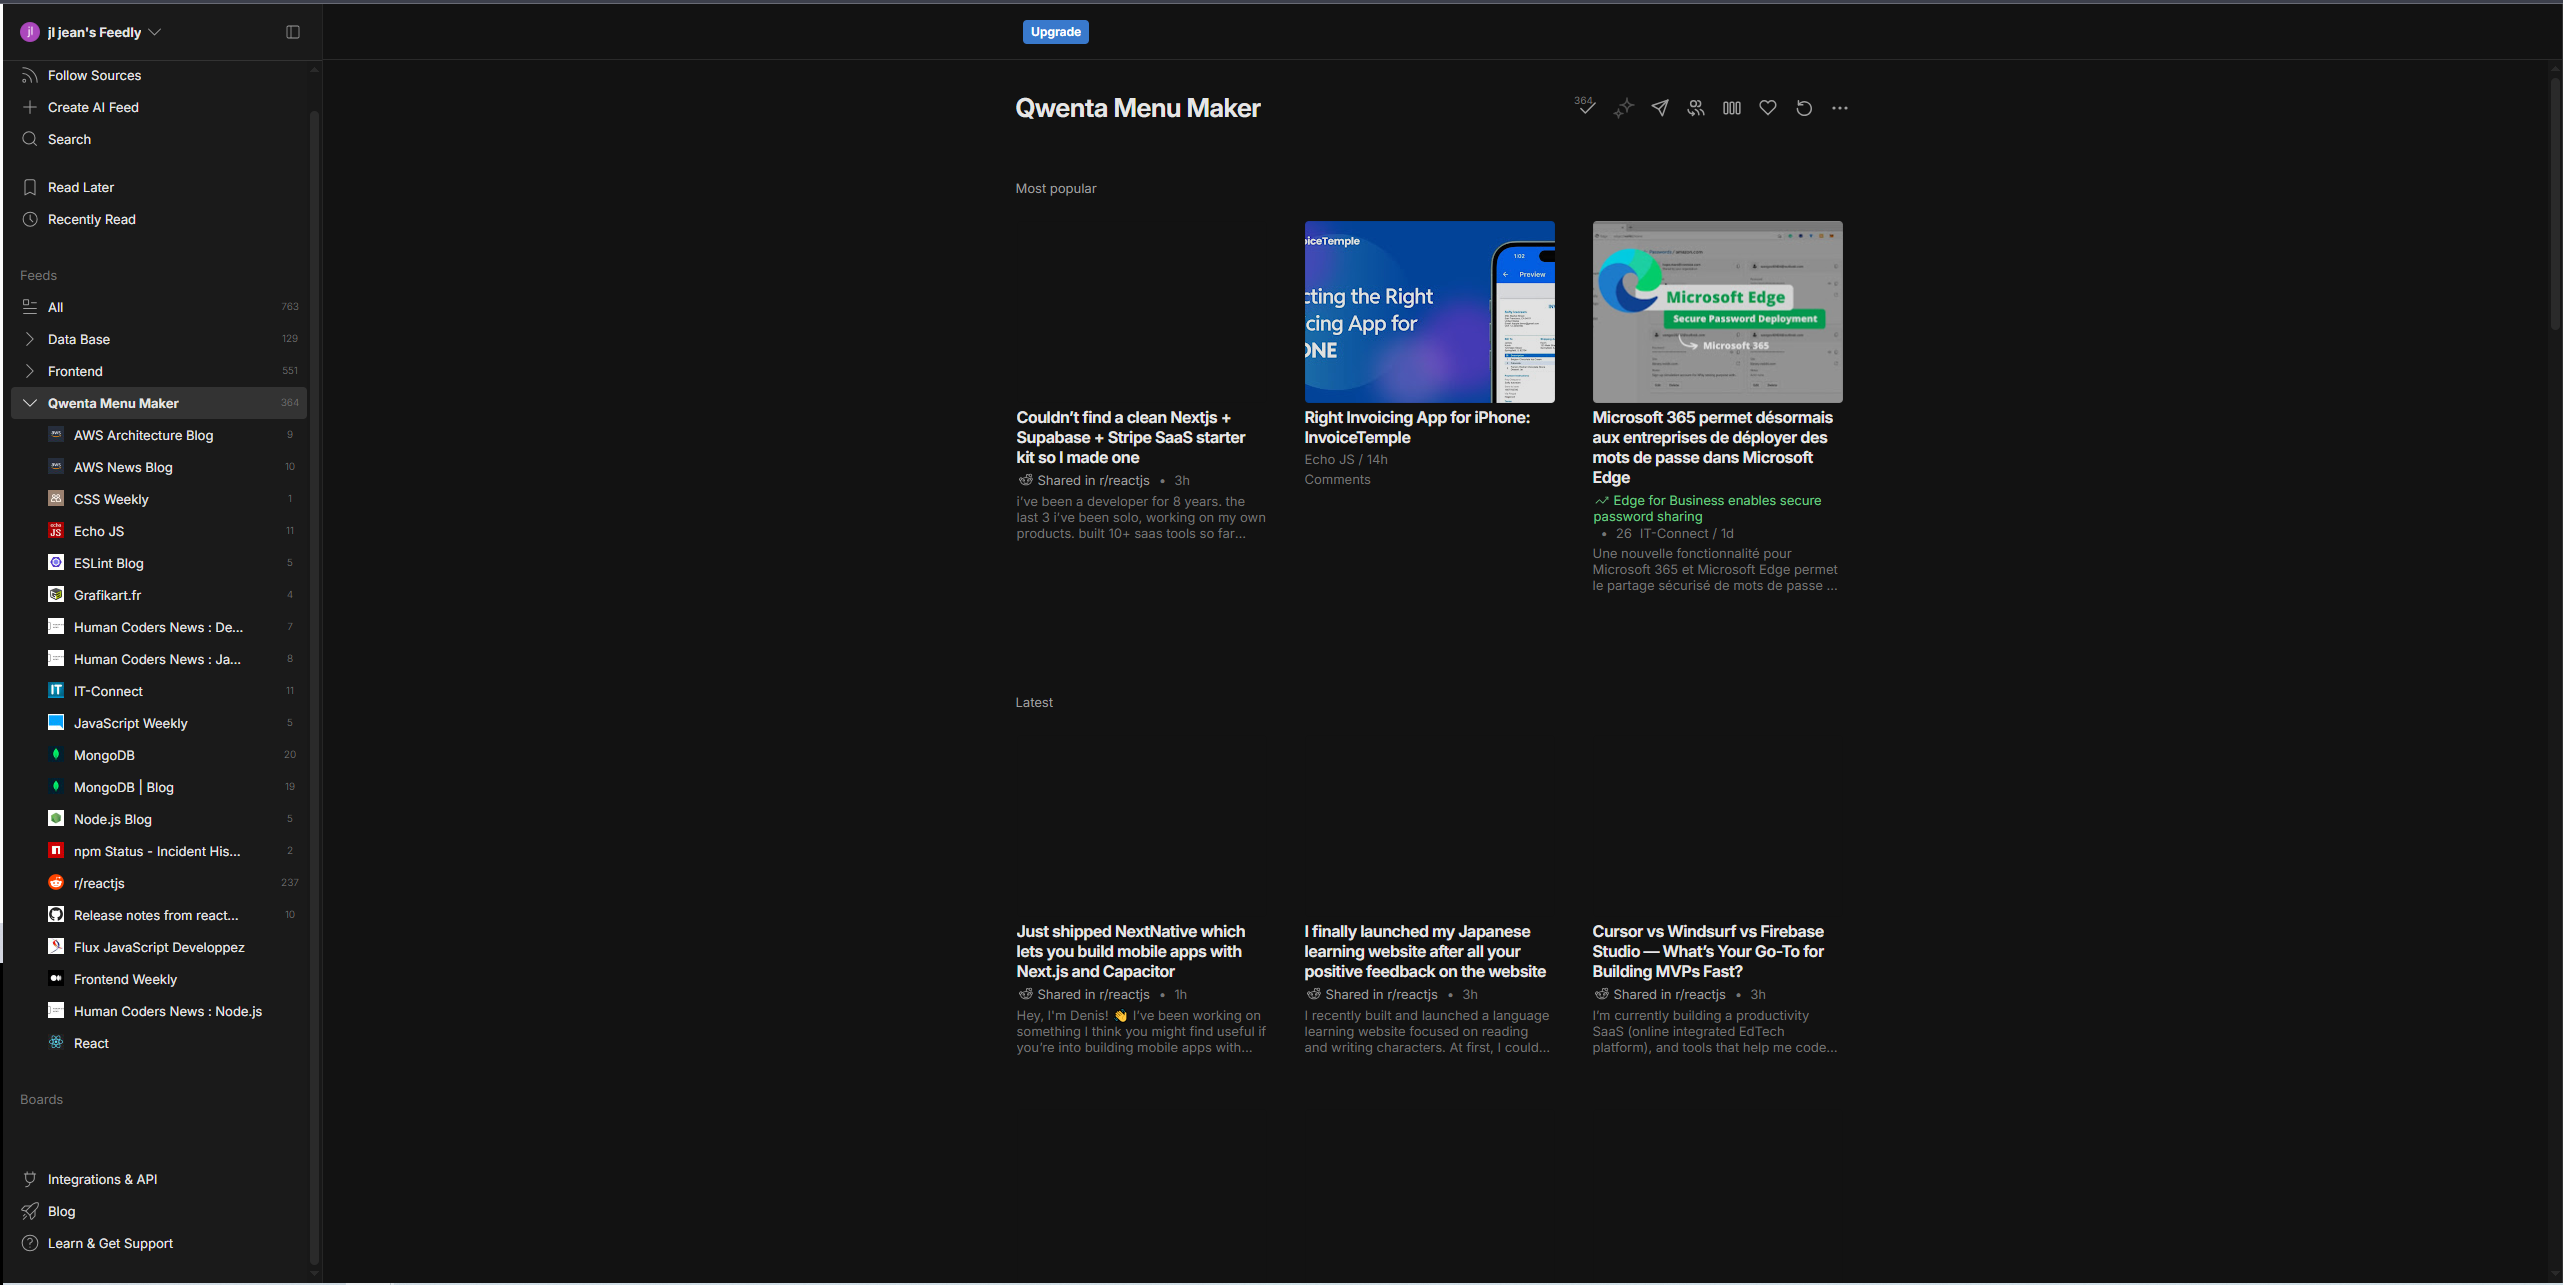 jl jl jean's Feedly
Upgrade
Follow Sources
Create AI Feed
Search
Read Later
Recently Read
Feeds
All 763
Data Base 129
Frontend 551
Qwenta Menu Maker 364
AWS Architecture Blog 9
AWS News Blog 10
CSS Weekly 1
Echo JS 11
ESLint Blog 5
Grafikart.fr 4
Human Coders News : De... 7
Human Coders News : Ja... 8
IT-Connect 11
JavaScript Weekly 5
MongoDB 20
MongoDB | Blog 19
Node.js Blog 5
npm Status - Incident His... 2
r/reactjs 237
Release notes from react... 10
Flux JavaScript Developpez
Frontend Weekly
Human Coders News : Node.js
React
Boards
Integrations & API
Blog
Learn & Get Support
Qwenta Menu Maker
364
Most popular
Couldn’t find a clean Nextjs +
Supabase + Stripe SaaS starter
kit so I made one
Shared in r/reactjs • 3h
i’ve been a developer for 8 years. the
last 3 i’ve been solo, working on my own
products. built 10+ saas tools so far...
oiceTemple
cting the Right
cing App for
ONE
1:02
Preview
Right Invoicing App for iPhone:
InvoiceTemple
Echo JS / 14h
Comments
Microsoft Edge
Secure Password Deployment
Microsoft 365
Microsoft 365 permet désormais
aux entreprises de déployer des
mots de passe dans Microsoft
Edge
Edge for Business enables secure
password sharing
• 26 IT-Connect / 1d
Une nouvelle fonctionnalité pour
Microsoft 365 et Microsoft Edge permet
le partage sécurisé de mots de passe ...
Latest
Just shipped NextNative which
lets you build mobile apps with
Next.js and Capacitor
Shared in r/reactjs • 1h
Hey, I'm Denis! 👋 I’ve been working on
something I think you might find useful if
you’re into building mobile apps with...
I finally launched my Japanese
learning website after all your
positive feedback on the website
Shared in r/reactjs • 3h
I recently built and launched a language
learning website focused on reading
and writing characters. At first, I could...
Cursor vs Windsurf vs Firebase
Studio — What’s Your Go-To for
Building MVPs Fast?
Shared in r/reactjs • 3h
I’m currently building a productivity
SaaS (online integrated EdTech
platform), and tools that help me code...